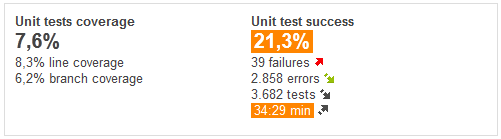 Unit tests coverage
7,6%
8,3% line coverage
6,2% branch coverage
Unit test success
21,3%
39 failures
2.858 errors
3.682 tests
34:29 min